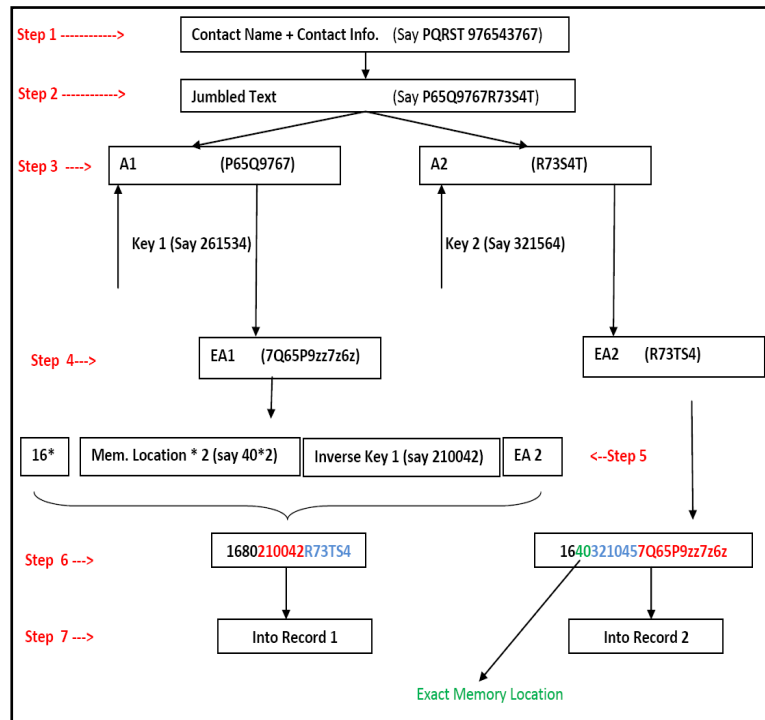 Step 1 ------------>
Contact Name + Contact Info. (Say PQRST 976543767)
Step 2 ------------>
Jumbled Text (Say P65Q9767R73S4T)
Step 3 ---->
A1 (P65Q9767)
A2 (R73S4T)
Key 1 (Say 261534)
Key 2 (Say 321564)
Step 4--->
EA1 (7Q65P9zz7z6z)
EA2 (R73TS4)
16*
Mem. Location * 2 (say 40*2)
Inverse Key 1 (say 210042)
EA 2
<--Step 5
Step 6 --->
1680210042R73TS4
16403210457Q65P9zz7z6z
Step 7 --->
Into Record 1
Into Record 2
Exact Memory Location